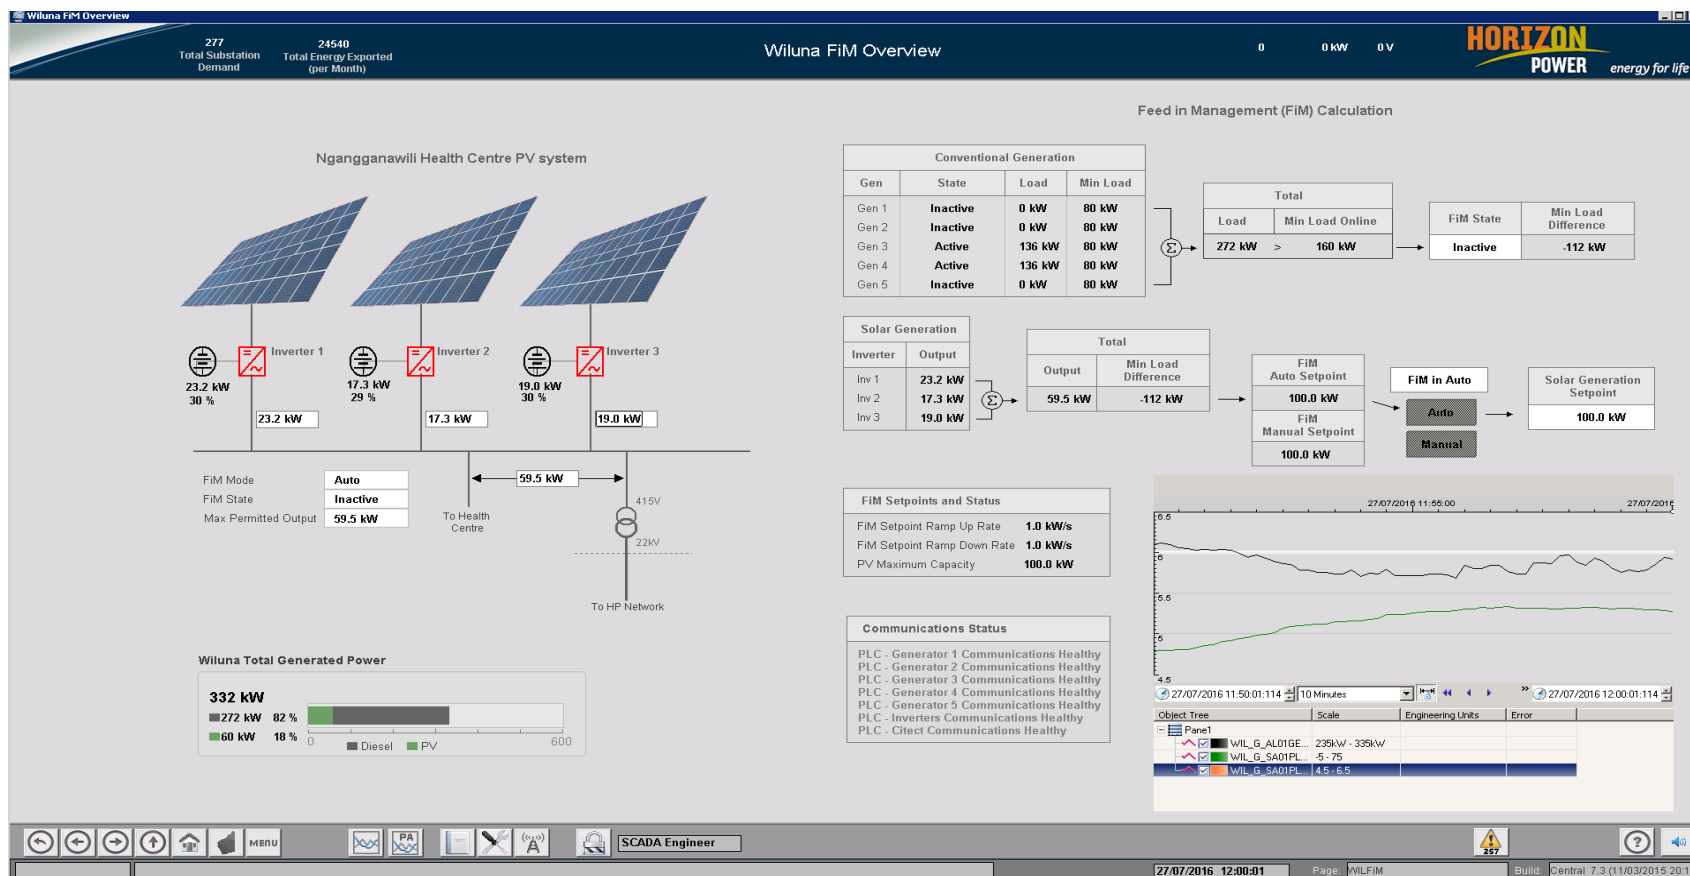 Wiluna FiM Overview
277
Total Substation
Demand
24540
Total Energy Exported
(per Month)
Wiluna FiM Overview
0 0 kW 0 V
HORIZON
POWER energy for life
Feed in Management (FiM) Calculation
Ngangganawili Health Centre PV system
Conventional Generation
Gen State Load Min Load
Gen 1 Inactive 0 kW 80 kW
Gen 2 Inactive 0 kW 80 kW
Gen 3 Active 136 kW 80 kW
Gen 4 Active 136 kW 80 kW
Gen 5 Inactive 0 kW 80 kW
Σ
Total
Load Min Load Online
272 kW > 160 kW
FiM State Min Load
Difference
Inactive -112 kW
Inverter 1 Inverter 2 Inverter 3
23.2 kW
30 %
17.3 kW
29 %
19.0 kW
30 %
23.2 kW 17.3 kW 19.0 kW
Solar Generation
Inverter Output
Inv 1 23.2 kW
Inv 2 17.3 kW
Inv 3 19.0 kW
Σ
Total
Output Min Load
Difference
59.5 kW -112 kW
FiM
Auto Setpoint
100.0 kW
FiM
Manual Setpoint
100.0 kW
FiM in Auto
Auto
Manual
Solar Generation
Setpoint
100.0 kW
FiM Mode Auto
FiM State Inactive
Max Permitted Output 59.5 kW
59.5 kW
To Health
Centre
415V
22kV
To HP Network
FiM Setpoints and Status
FiM Setpoint Ramp Up Rate 1.0 kW/s
FiM Setpoint Ramp Down Rate 1.0 kW/s
PV Maximum Capacity 100.0 kW
Communications Status
PLC - Generator 1 Communications Healthy
PLC - Generator 2 Communications Healthy
PLC - Generator 3 Communications Healthy
PLC - Generator 4 Communications Healthy
PLC - Generator 5 Communications Healthy
PLC - Inverters Communications Healthy
PLC - Citect Communications Healthy
27/07/2016 11:55:00 27/07/2016
6.5
6
5.5
5
4.5
27/07/2016 11:50:01:114 10 Minutes 27/07/2016 12:00:01:114
Object Tree Scale Engineering Units Error
Pane1
WIL_G_AL01GE... 235kW - 335kW
WIL_G_SA01PL... -5 - 75
WIL_G_SA01PL... 4.5 - 6.5
Wiluna Total Generated Power
332 kW
272 kW 82 %
60 kW 18 %
0 Diesel PV 600
MENU
PA
SCADA Engineer
257
?
27/07/2016 12:00:01 Page: WILFiM Build: Central 7.3 (11/03/2015 20:1